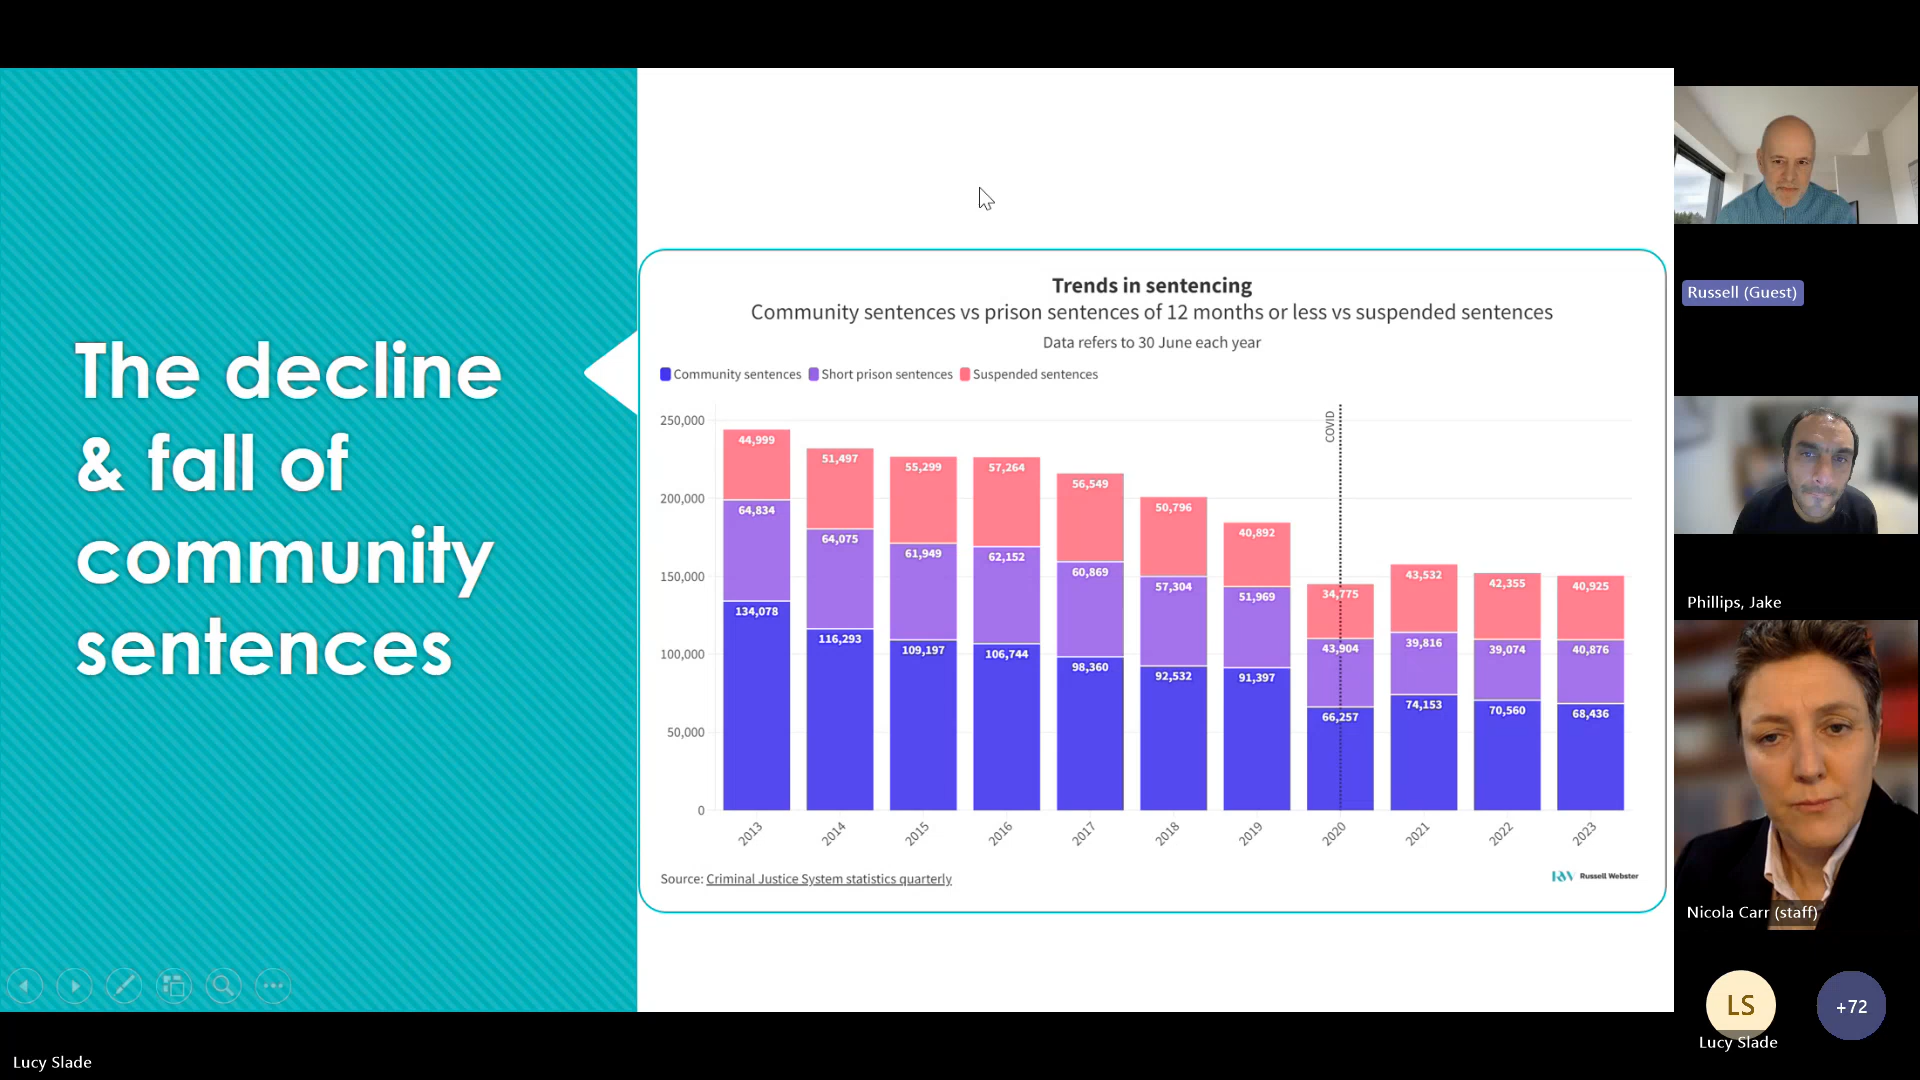 The decline
& fall of
community
sentences
Trends in sentencing
Community sentences vs prison sentences of 12 months or less vs suspended sentences
Data refers to 30 June each year
Community sentences Short prison sentences Suspended sentences
250,000
200,000
150,000
100,000
50,000
0
COVID
44,999
64,834
134,078
51,497
64,075
116,293
55,299
61,949
109,197
57,264
62,152
106,744
56,549
60,869
98,360
50,796
57,304
92,532
40,892
51,969
91,397
34,775
43,904
66,257
43,532
39,816
74,153
42,355
39,074
70,560
40,925
40,876
68,436
2013 2014 2015 2016 2017 2018 2019 2020 2021 2022 2023
Source: Criminal Justice System statistics quarterly
RW Russell Webster
Russell (Guest)
Phillips, Jake
Nicola Carr (staff)
LS
+72
Lucy Slade
Lucy Slade